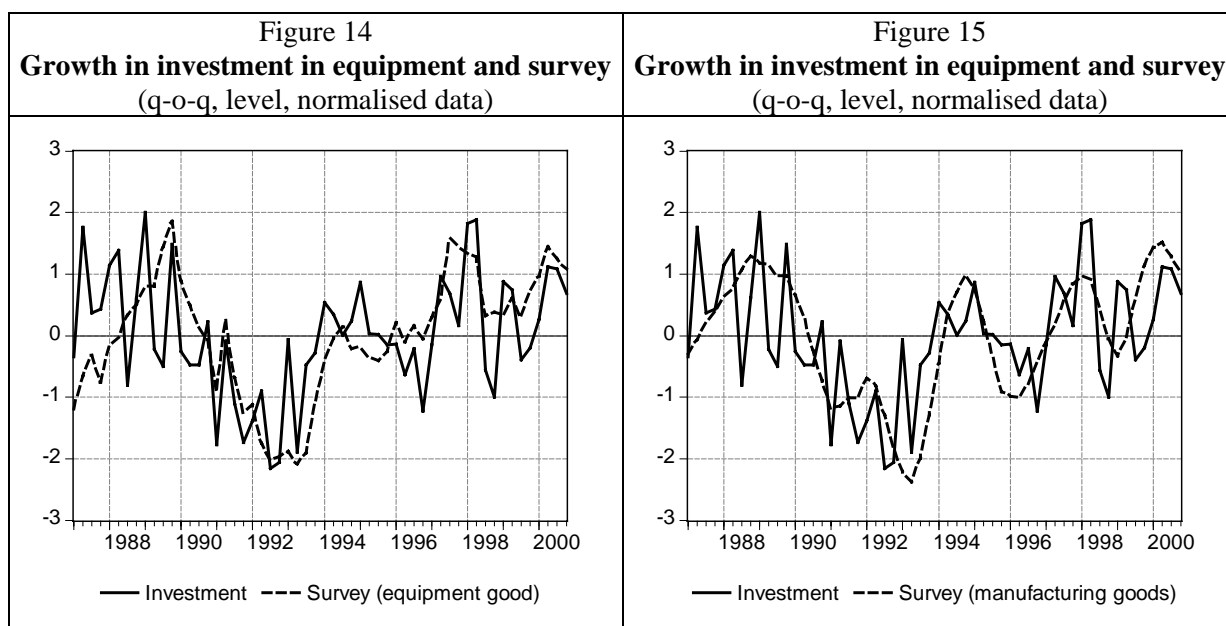 Figure 14
Growth in investment in equipment and survey
(q-o-q, level, normalised data)
3
2
1
0
-1
-2
-3
1988 1990 1992 1994 1996 1998 2000
Investment Survey (equipment good)
Figure 15
Growth in investment in equipment and survey
(q-o-q, level, normalised data)
3
2
1
0
-1
-2
-3
1988 1990 1992 1994 1996 1998 2000
Investment Survey (manufacturing goods)